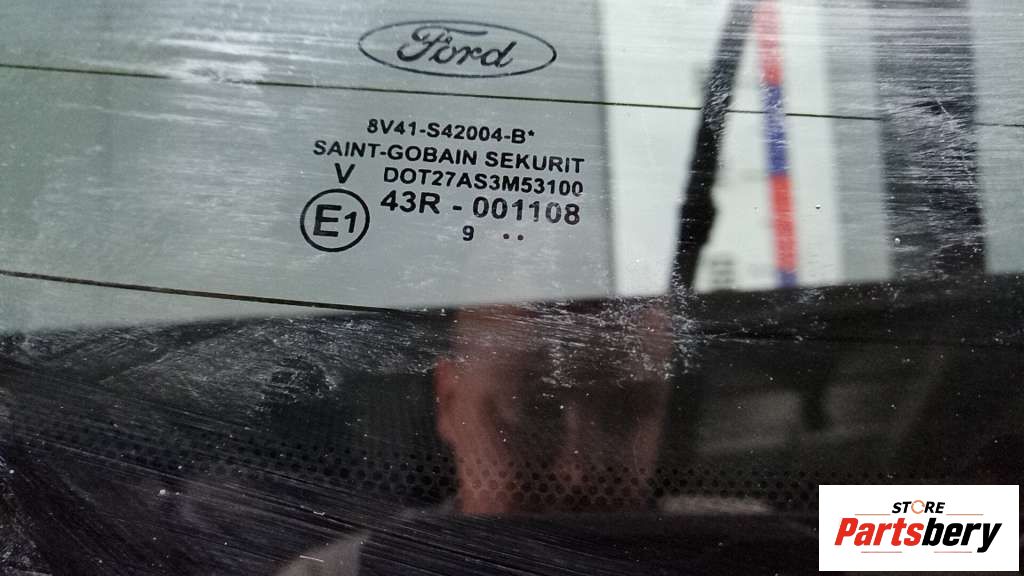 Ford
8V41-S42004-B*
SAINT-GOBAIN SEKURIT
V DOT27AS3M53100
E1 43R - 001108
9 ..
STORE
Partsbery